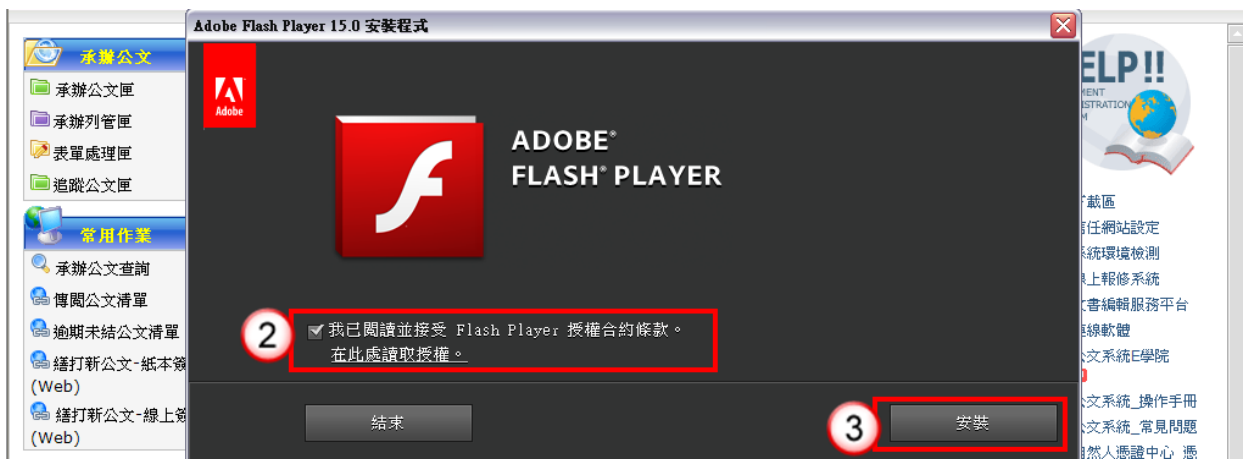 Adobe Flash Player 15.0 安裝程式
承辦公文
承辦公文匣
承辦列管匣
表單處理匣
追蹤公文匣
常用作業
承辦公文查詢
傳閱公文清單
逾期未結公文清單
繕打新公文-紙本簽
(Web)
繕打新公文-線上簽
(Web)
Adobe
ADOBE®
FLASH® PLAYER
2
我已閱讀並接受 Flash Player 授權合約條款。
在此處讀取授權。
結束
3
安裝
ELP!!
MENT
ISTRATION
M
下載區
信任網站設定
系統環境檢測
線上報修系統
文書編輯服務平台
連線軟體
公文系統E學院
公文系統_操作手冊
公文系統_常見問題
自然人憑證中心_憑